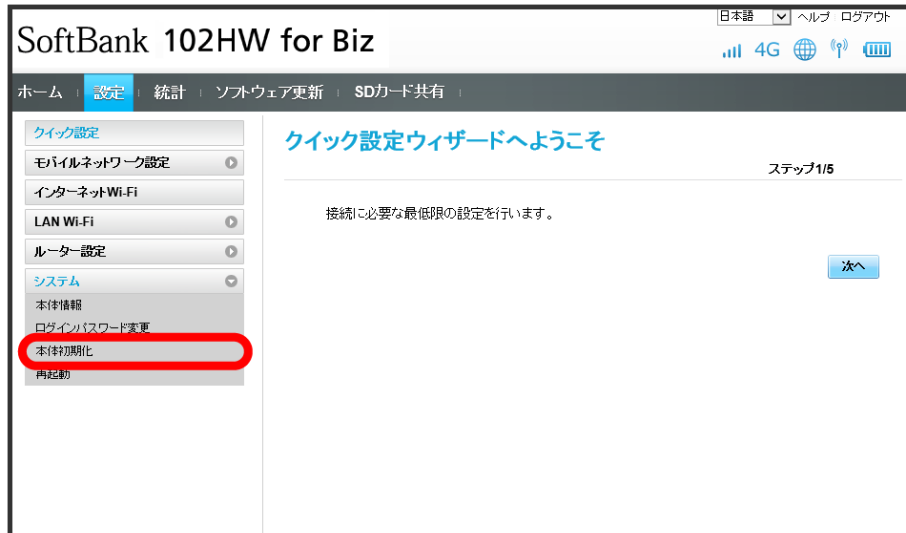 日本語 ヘルプ ログアウト
SoftBank 102HW for Biz
4G
ホーム 設定 統計 ソフトウェア更新 SDカード共有
クイック設定
モバイルネットワーク設定
インターネットWi-Fi
LAN Wi-Fi
ルーター設定
システム
本体情報
ログインパスワード変更
本体初期化
再起動
クイック設定ウィザードへようこそ
ステップ1/5
接続に必要な最低限の設定を行います。
次へ